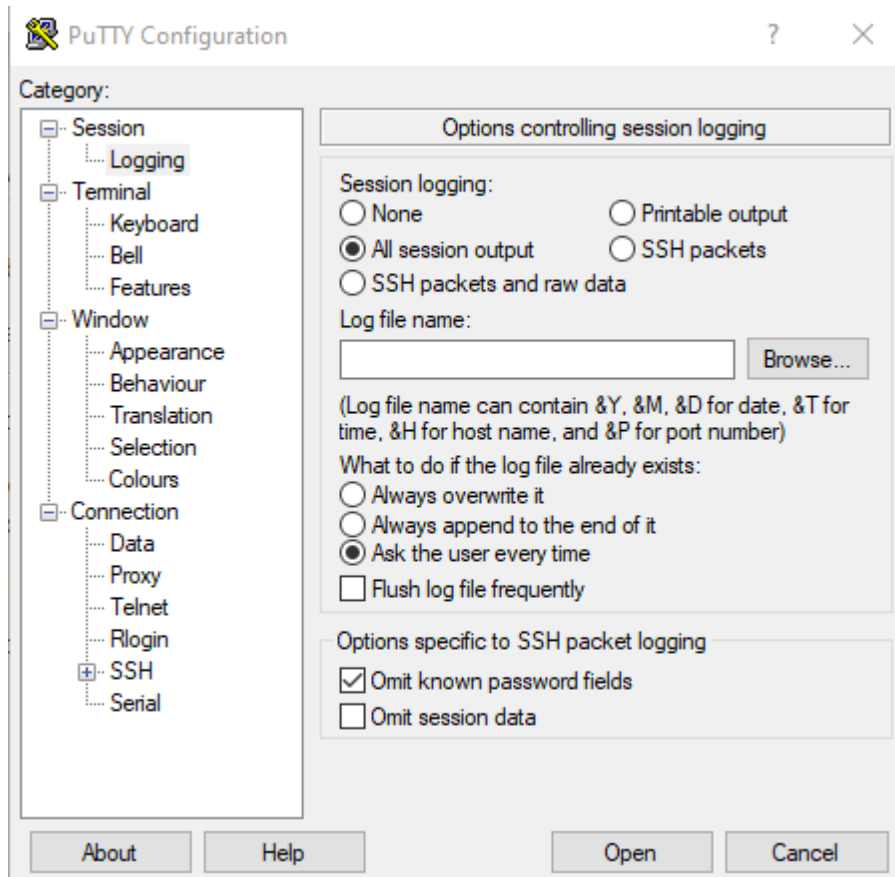 PuTTY Configuration
Category:
Session
Logging
Terminal
Keyboard
Bell
Features
Window
Appearance
Behaviour
Translation
Selection
Colours
Connection
Data
Proxy
Telnet
Rlogin
SSH
Serial
Options controlling session logging
Session logging:
None Printable output
All session output SSH packets
SSH packets and raw data
Log file name:
Browse...
(Log file name can contain &Y, &M, &D for date, &T for
time, &H for host name, and &P for port number)
What to do if the log file already exists:
Always overwrite it
Always append to the end of it
Ask the user every time
Flush log file frequently
Options specific to SSH packet logging
Omit known password fields
Omit session data
About Help Open Cancel